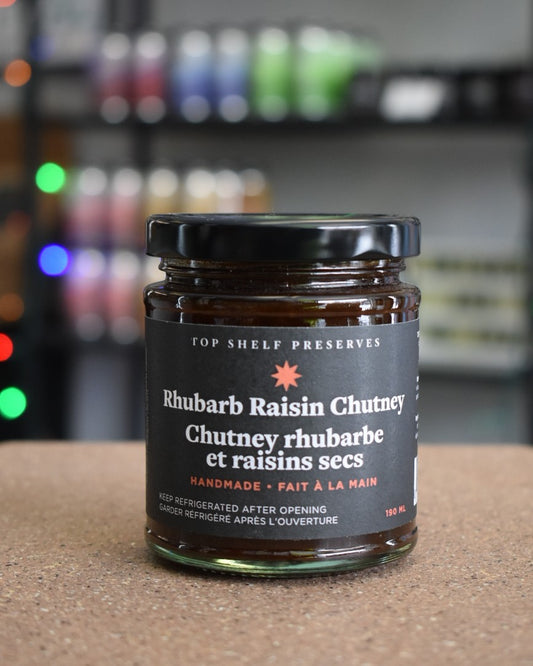 TOP SHELF PRESERVES
Rhubarb Raisin Chutney
Chutney rhubarbe
et raisins secs
HANDMADE • FAIT À LA MAIN
KEEP REFRIGERATED AFTER OPENING
GARDER RÉFRIGÉRÉ APRÈS L'OUVERTURE
190 ML